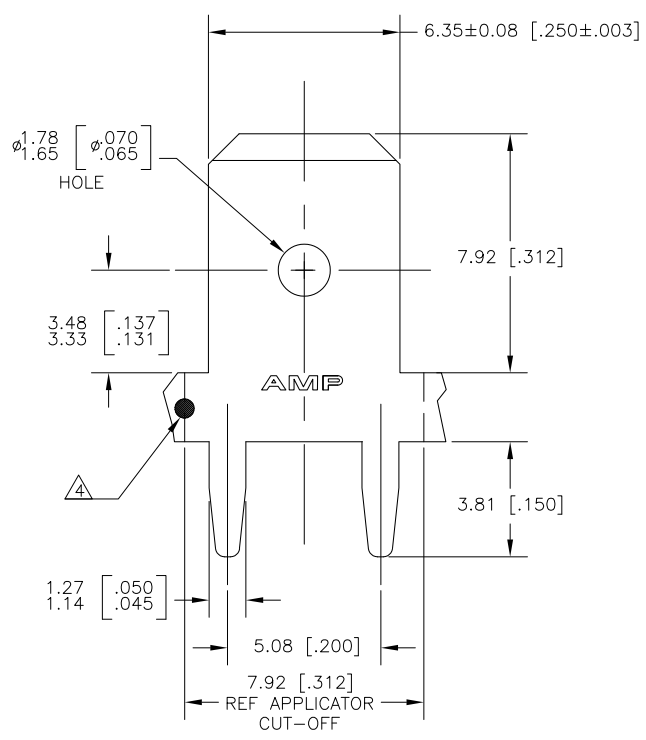 6.35±0.08 [.250±.003]
ø1.78 [ø.070]
1.65 [.065]
HOLE
7.92 [.312]
3.48 [.137]
3.33 [.131]
AMP
4
3.81 [.150]
1.27 [.050]
1.14 [.045]
5.08 [.200]
7.92 [.312]
REF APPLICATOR
CUT-OFF